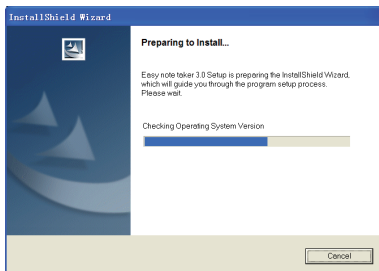 InstallShield Wizard
Preparing to Install...
Easy note taker 3.0 Setup is preparing the InstallShield Wizard,
which will guide you through the program setup process.
Please wait.
Checking Operating System Version
Cancel